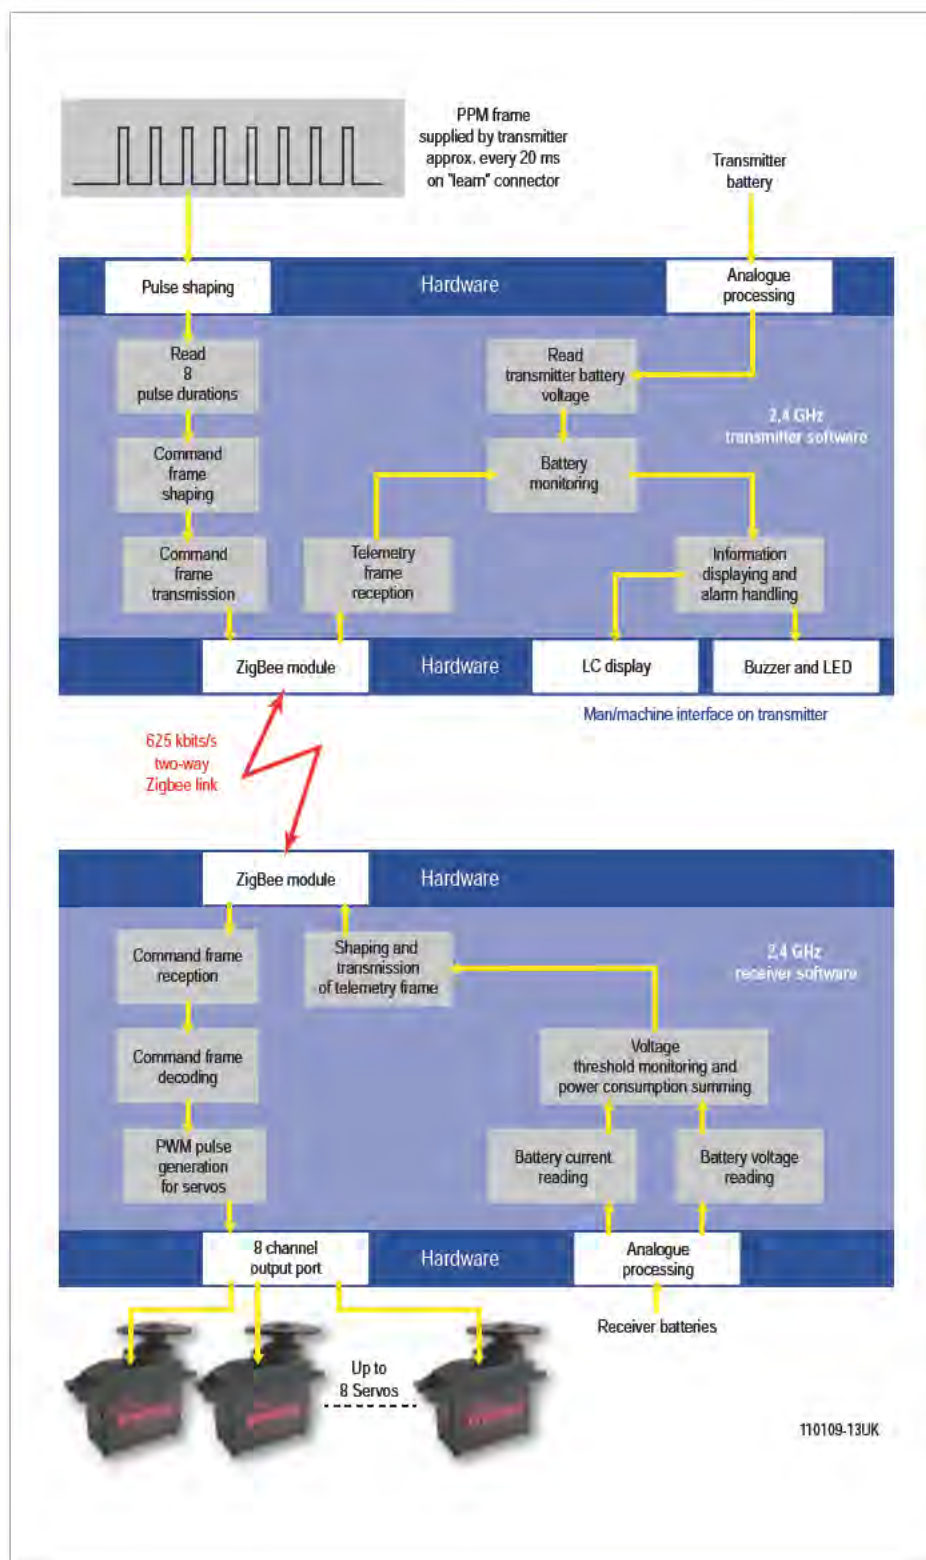 PPM frame
supplied by transmitter
approx. every 20 ms
on "learn" connector
Transmitter
battery
Pulse shaping
Hardware
Analogue
processing
Read
8
pulse durations
Read
transmitter battery
voltage
2,4 GHz
transmitter software
Command
frame
shaping
Battery
monitoring
Command
frame
transmission
Telemetry
frame
reception
Information
displaying and
alarm handling
ZigBee module
Hardware
LC display
Buzzer and LED
Man/machine interface on transmitter
625 kbits/s
two-way
Zigbee link
ZigBee module
Hardware
Command frame
reception
Shaping and
transmission
of telemetry frame
2,4 GHz
receiver software
Command frame
decoding
Voltage
threshold monitoring and
power consumption summing
PWM pulse
generation
for servos
Battery current
reading
Battery voltage
reading
8 channel
output port
Hardware
Analogue
processing
Receiver batteries
Up to
8 Servos
110109-13UK